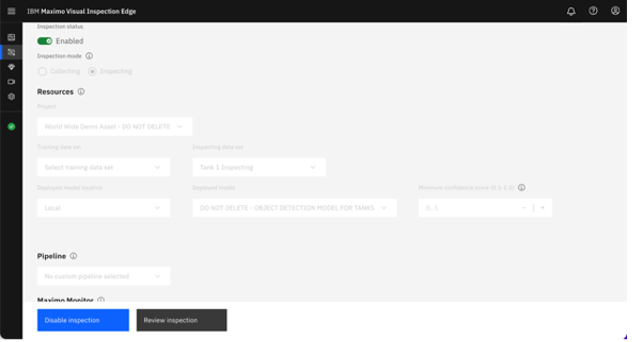 IBM Maximo Visual Inspection Edge
Inspection status
Enabled
Inspection mode
Collecting Inspecting
Resources
Project
World Wide Demo Asset - DO NOT DELETE
Training data set Inspecting data set
Select training data set Tank 1 Inspecting
Deployed model location Deployed model Minimum confidence score (0.1-1.0)
Local DO NOT DELETE - OBJECT DETECTION MODEL FOR TANKS 0.5
Pipeline
No custom pipeline selected
Maximo Monitor
Disable inspection Review inspection